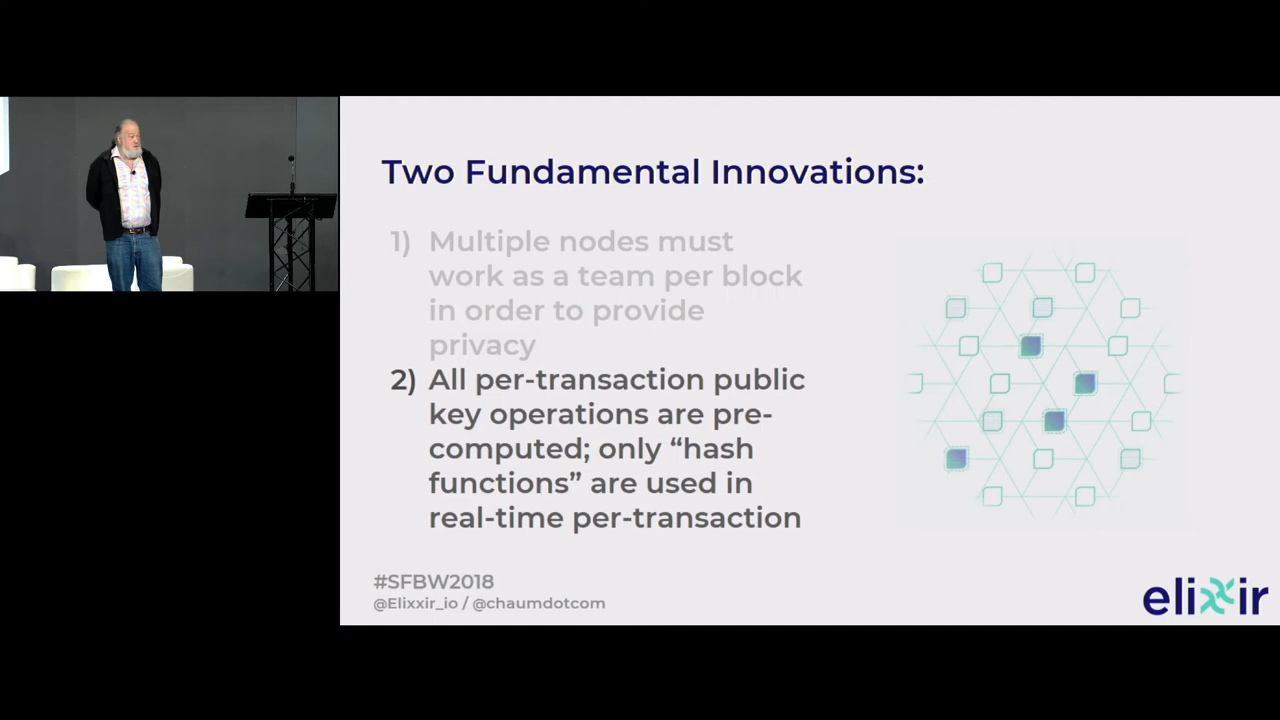 Two Fundamental Innovations:
1) Multiple nodes must
work as a team per block
in order to provide
privacy
2) All per-transaction public
key operations are pre-
computed; only “hash
functions” are used in
real-time per-transaction
#SFBW2018
@Elixxir_io / @chaumdotcom
elixxir